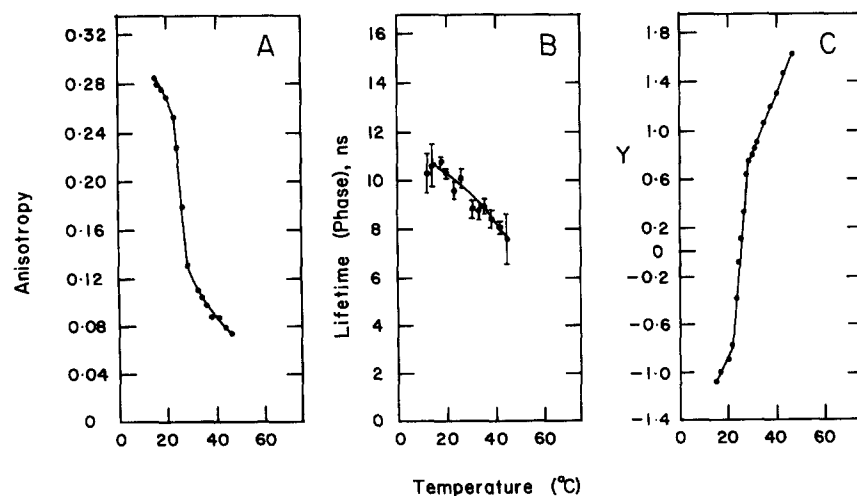 A
0·32
0·28
0·24
0·20
0·16
0·12
0·08
0·04
0
Anisotropy
0 20 40 60
B
16
14
12
10
8
6
4
2
0
Lifetime (Phase), ns
0 20 40 60
C
1·8
1·4
1·0
Y
0·6
0·2
0
-0·2
-0·6
-1·0
-1·4
0 20 40 60
Temperature (°C)